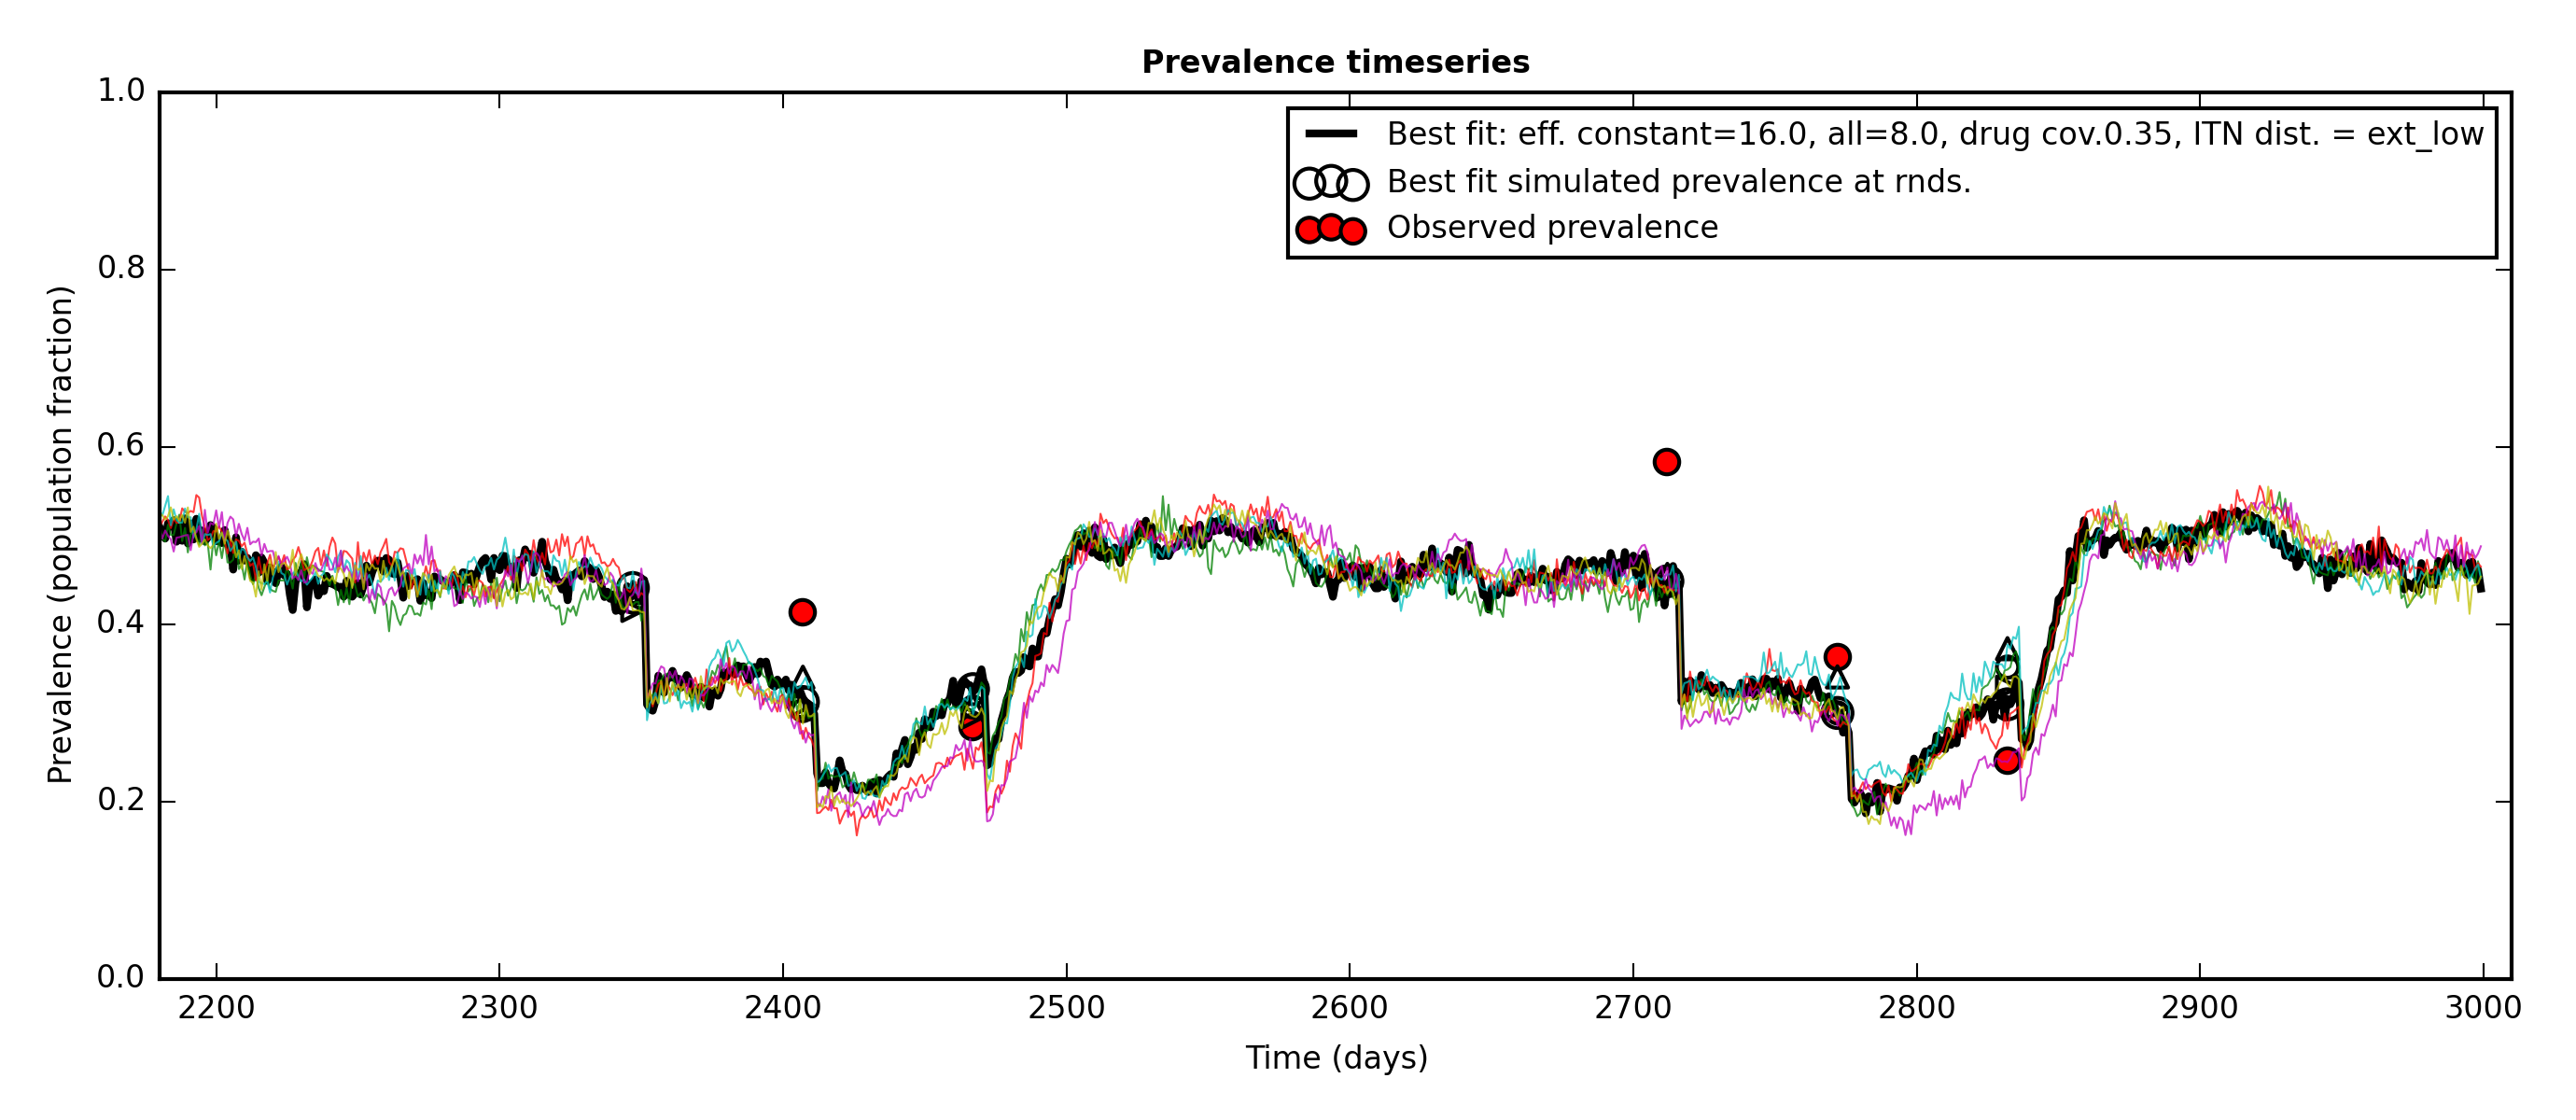 Prevalence timeseries
Best fit: eff. constant=16.0, all=8.0, drug cov.0.35, ITN dist. = ext_low
Best fit simulated prevalence at rnds.
Observed prevalence
Prevalence (population fraction)
1.0
0.8
0.6
0.4
0.2
0.0
2200 2300 2400 2500 2600 2700 2800 2900 3000
Time (days)